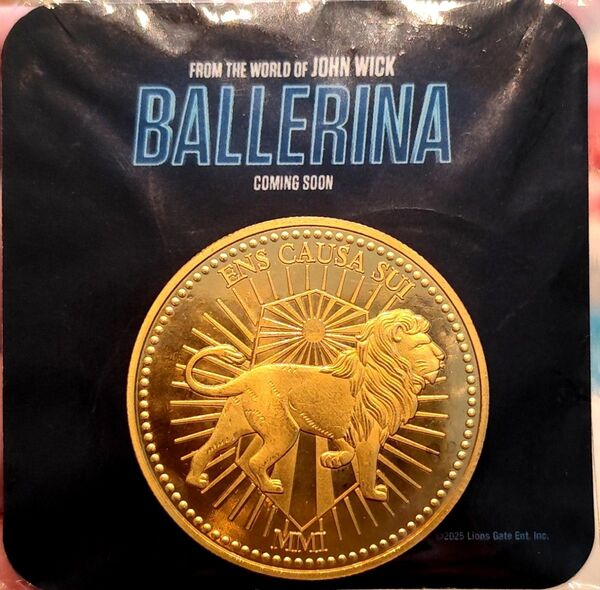 FROM THE WORLD OF JOHN WICK
BALLERINA
COMING SOON
ENS CAUSA SUI
MMI
©2025 Lions Gate Ent. Inc.